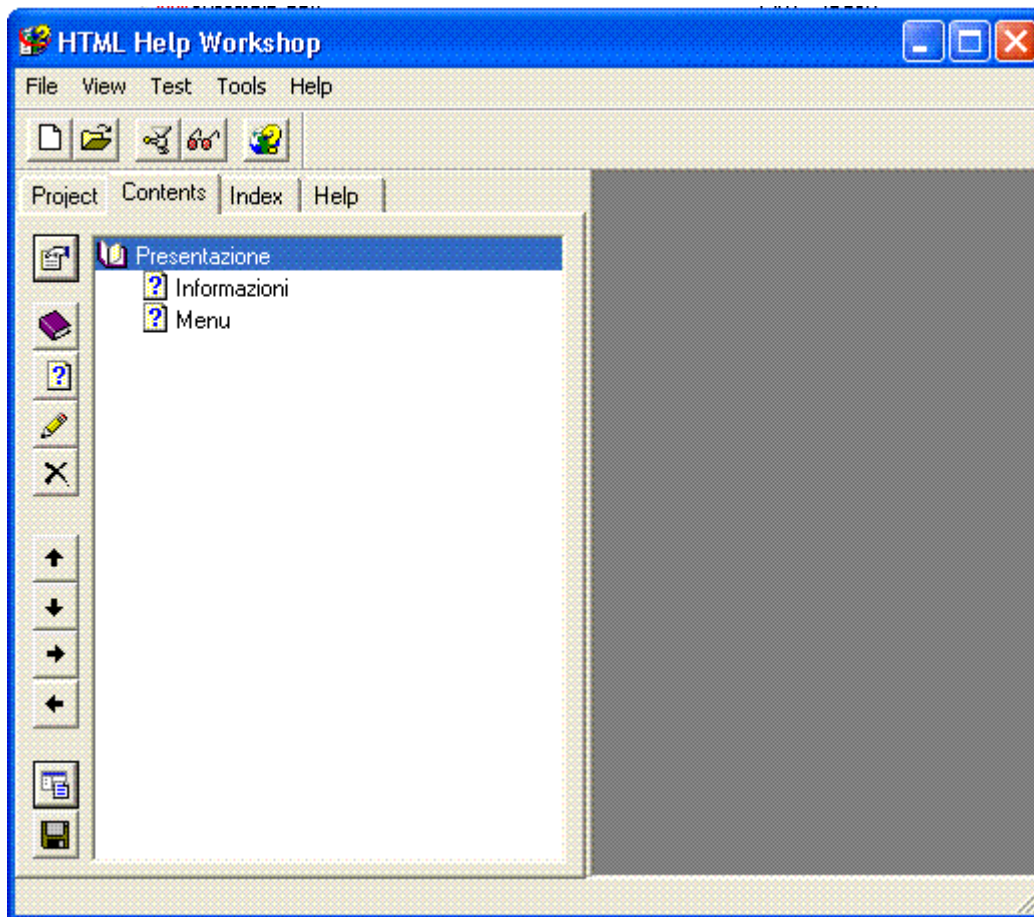 HTML Help Workshop
File View Test Tools Help
Project Contents Index Help
Presentazione
Informazioni
Menu